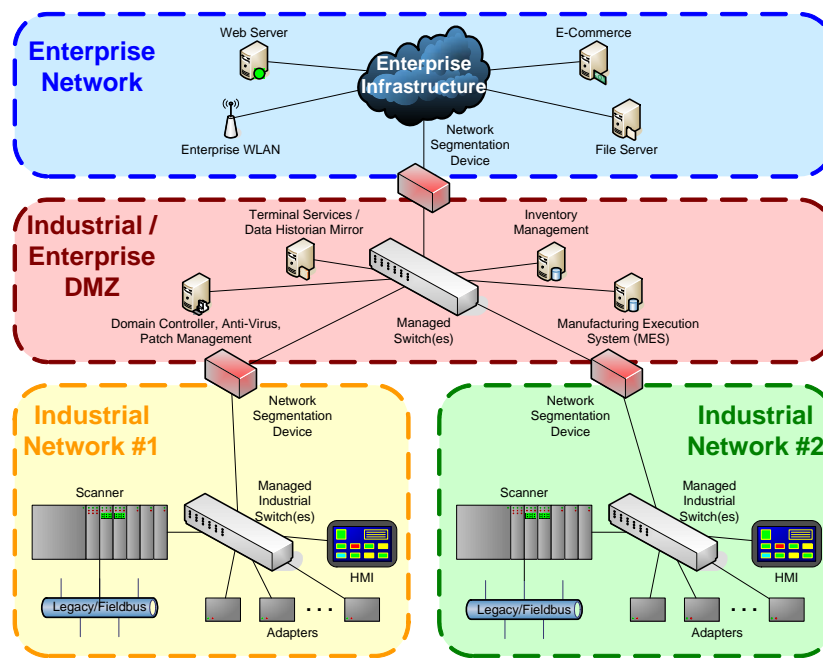 Enterprise
Network
Web Server
E-Commerce
Enterprise
Infrastructure
Enterprise WLAN
File Server
Network
Segmentation
Device
Industrial /
Enterprise
DMZ
Terminal Services /
Data Historian Mirror
Inventory
Management
Domain Controller, Anti-Virus,
Patch Management
Managed
Switch(es)
Manufacturing Execution
System (MES)
Industrial
Network #1
Network
Segmentation
Device
Scanner
Managed
Industrial
Switch(es)
HMI
Legacy/Fieldbus
Adapters
Network
Segmentation
Device
Industrial
Network #2
Scanner
Managed
Industrial
Switch(es)
HMI
Legacy/Fieldbus
Adapters